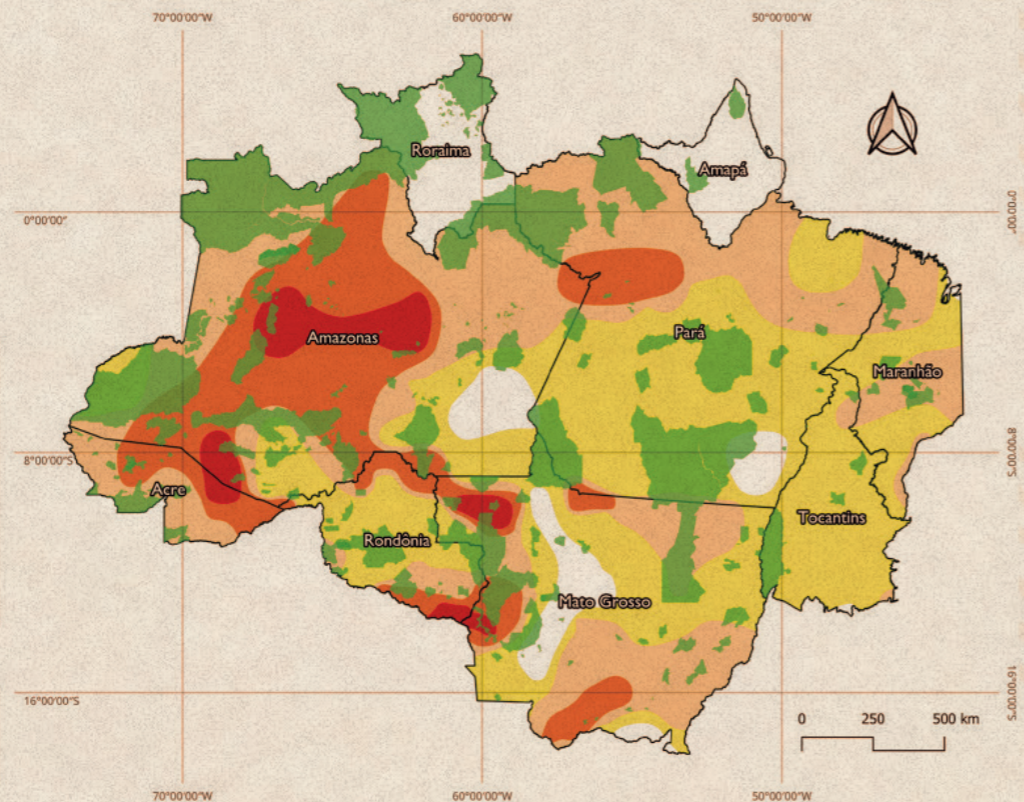 70°00'00"W
60°00'00"W
50°00'00"W
Roraima
Amapá
0°00'00"
0°00'00"
Amazonas
Pará
Maranhão
8°00'00"S
8°00'00"S
Acre
Tocantins
Rondônia
Mato Grosso
16°00'00"S
16°00'00"S
0 250 500 km
70°00'00"W
60°00'00"W
50°00'00"W